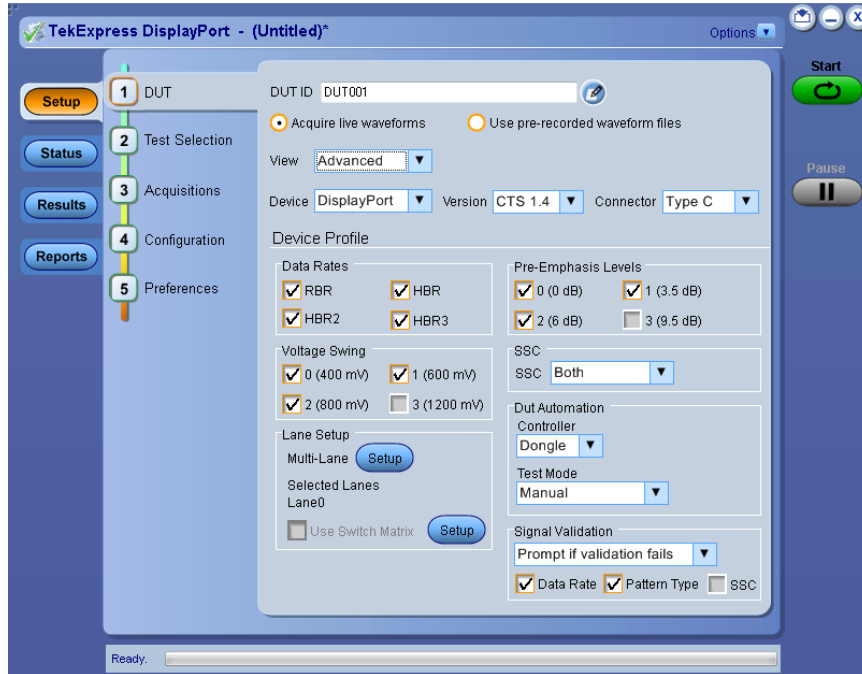 TekExpress DisplayPort - (Untitled)*
Options
Start
Pause
Setup
Status
Results
Reports
1 DUT
2 Test Selection
3 Acquisitions
4 Configuration
5 Preferences
DUT ID DUT001
Acquire live waveforms Use pre-recorded waveform files
View Advanced
Device DisplayPort Version CTS 1.4 Connector Type C
Device Profile
Data Rates
RBR HBR
HBR2 HBR3
Voltage Swing
0 (400 mV) 1 (600 mV)
2 (800 mV) 3 (1200 mV)
Lane Setup
Multi-Lane Setup
Selected Lanes
Lane0
Use Switch Matrix Setup
Pre-Emphasis Levels
0 (0 dB) 1 (3.5 dB)
2 (6 dB) 3 (9.5 dB)
SSC
SSC Both
Dut Automation
Controller
Dongle
Test Mode
Manual
Signal Validation
Prompt if validation fails
Data Rate Pattern Type SSC
Ready.